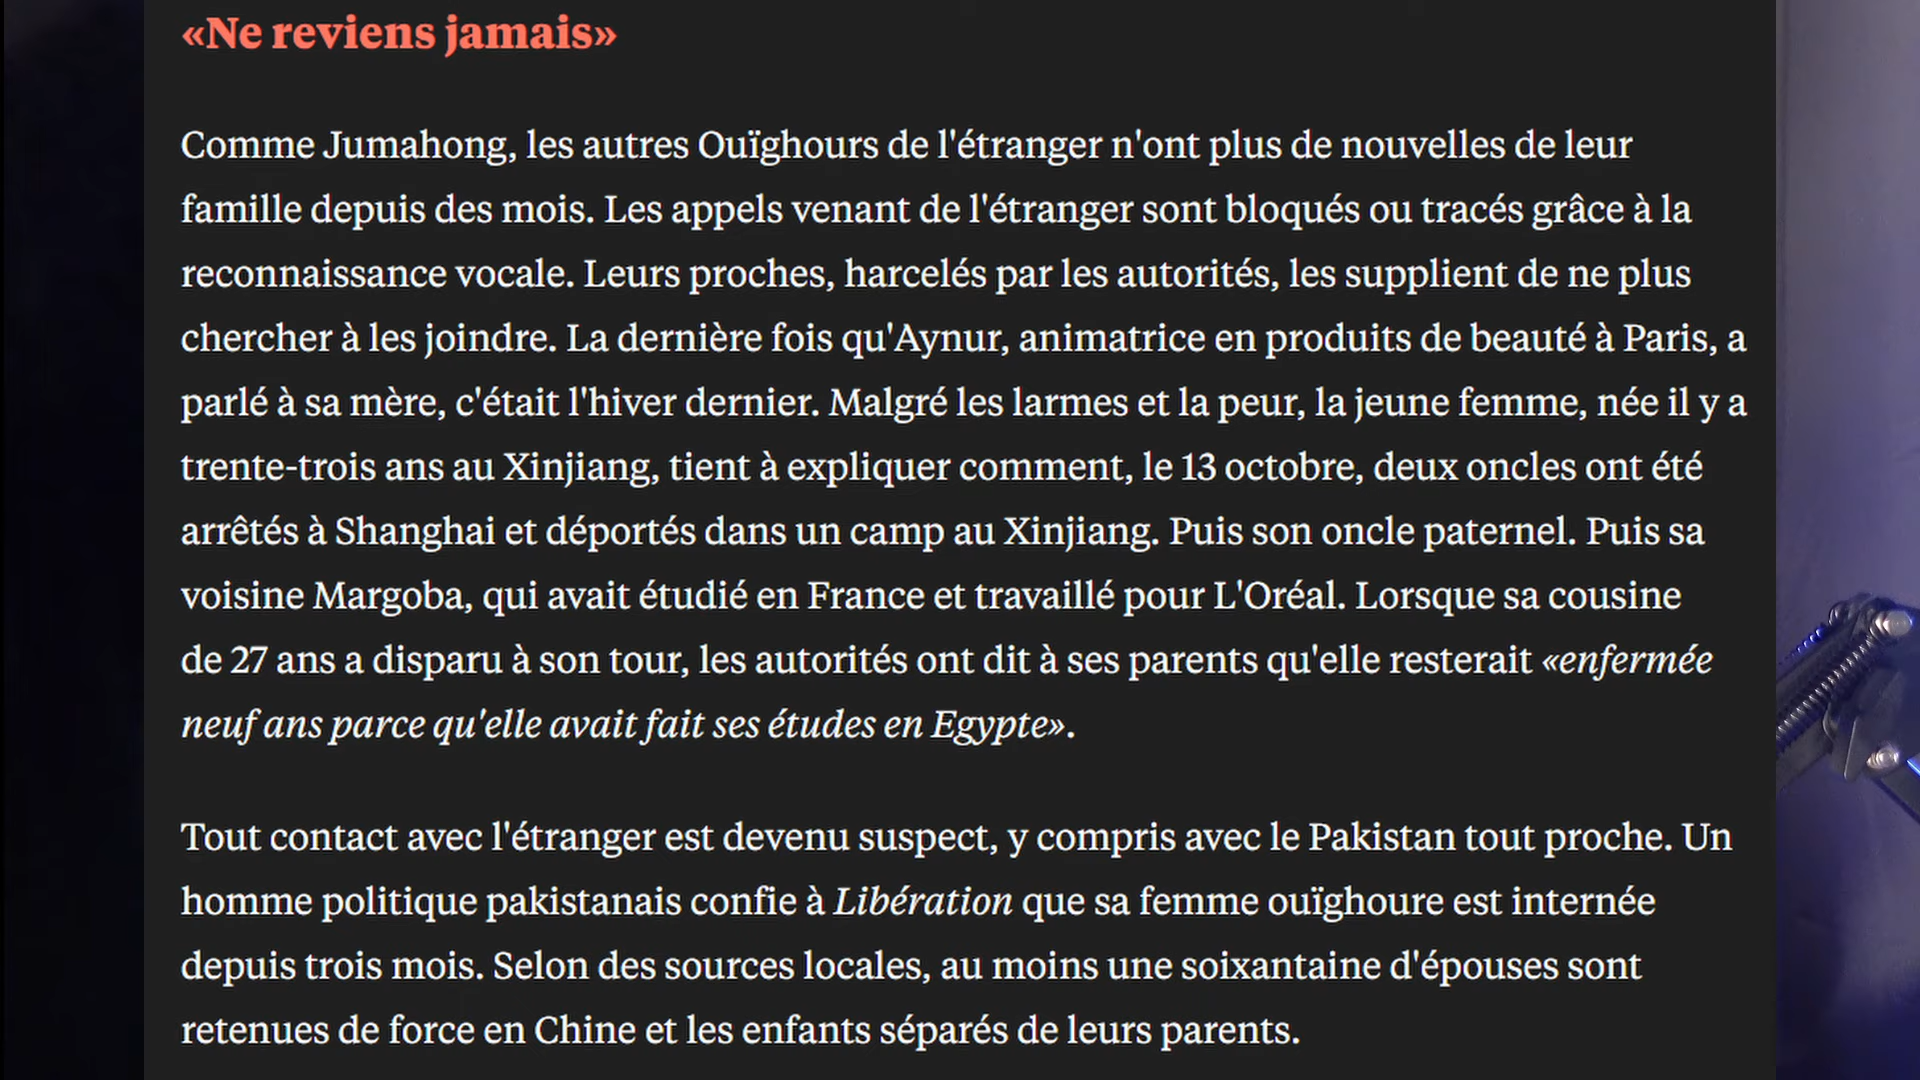 «Ne reviens jamais»
Comme Jumahong, les autres Ouïghours de l'étranger n'ont plus de nouvelles de leur
famille depuis des mois. Les appels venant de l'étranger sont bloqués ou tracés grâce à la
reconnaissance vocale. Leurs proches, harcelés par les autorités, les supplient de ne plus
chercher à les joindre. La dernière fois qu'Aynur, animatrice en produits de beauté à Paris, a
parlé à sa mère, c'était l'hiver dernier. Malgré les larmes et la peur, la jeune femme, née il y a
trente-trois ans au Xinjiang, tient à expliquer comment, le 13 octobre, deux oncles ont été
arrêtés à Shanghai et déportés dans un camp au Xinjiang. Puis son oncle paternel. Puis sa
voisine Margoba, qui avait étudié en France et travaillé pour L'Oréal. Lorsque sa cousine
de 27 ans a disparu à son tour, les autorités ont dit à ses parents qu'elle resterait «enfermée
neuf ans parce qu'elle avait fait ses études en Egypte».
Tout contact avec l'étranger est devenu suspect, y compris avec le Pakistan tout proche. Un
homme politique pakistanais confie à Libération que sa femme ouïghoure est internée
depuis trois mois. Selon des sources locales, au moins une soixantaine d'épouses sont
retenues de force en Chine et les enfants séparés de leurs parents.